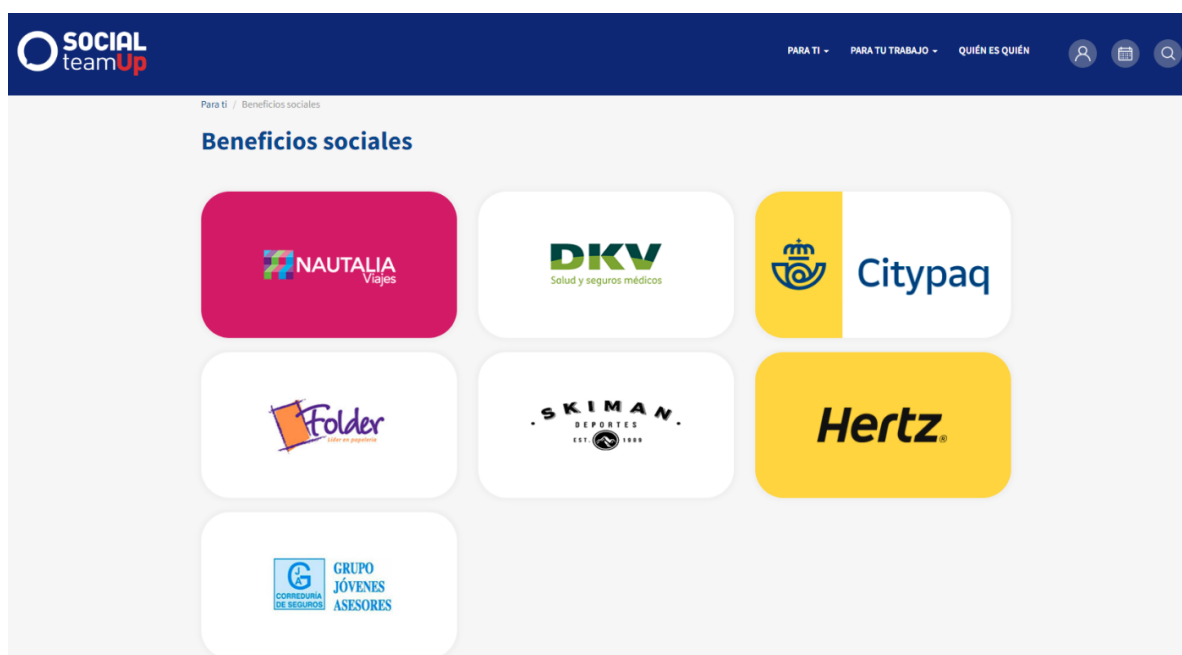 SOCIAL
teamUp
PARA TI
PARA TU TRABAJO
QUIÉN ES QUIÉN
Para ti / Beneficios sociales
Beneficios sociales
NAUTALIA
Viajes
DKV
Salud y seguros médicos
Citypaq
Folder
Líder en papelería
· SKIMAN ·
DEPORTES
EST. 1989
Hertz®
JA
G
CORREDURÍA
DE SEGUROS
GRUPO
JÓVENES
ASESORES